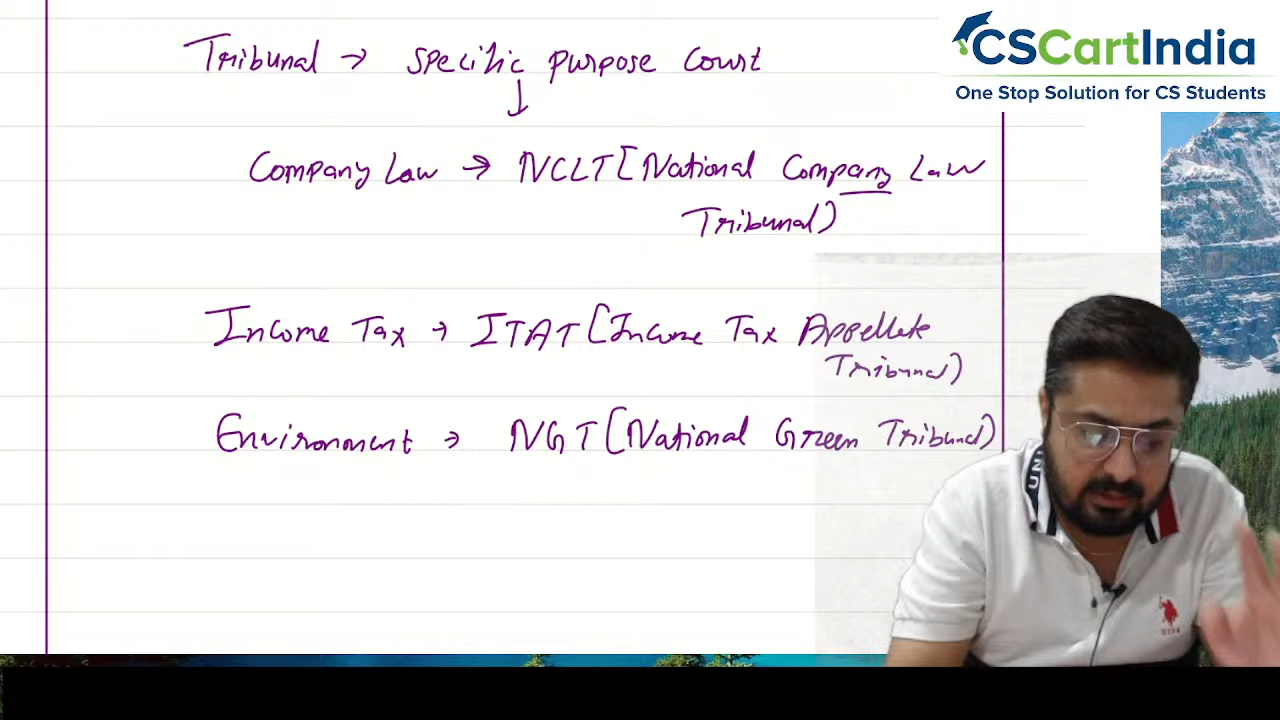 CSCartIndia
One Stop Solution for CS Students
Tribunal → specific purpose court
↓
Company Law → NCLT [National Company Law
Tribunal)
Income Tax → ITAT [Income Tax Appellate
Tribunal)
Environment → NGT [National Green Tribunal)